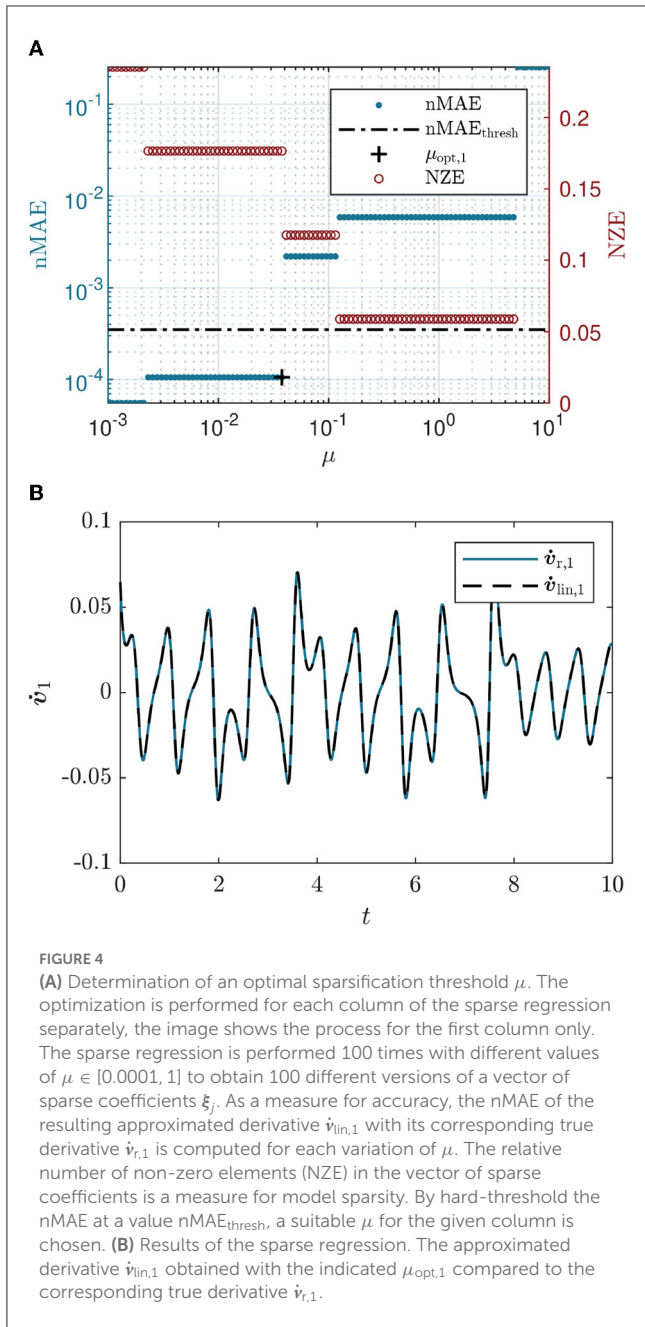 A
10^-1
10^-2
10^-3
10^-4
nMAE
nMAE
nMAE_thresh
μ_opt,1
NZE
0.2
0.15
0.1
0.05
0
NZE
10^-3 10^-2 10^-1 10^0 10^1
μ
B
0.1
0.05
0
-0.05
-0.1
v̇_1
v̇_r,1
v̇_lin,1
0 2 4 6 8 10
t
FIGURE 4
(A) Determination of an optimal sparsification threshold μ. The
optimization is performed for each column of the sparse regression
separately, the image shows the process for the first column only.
The sparse regression is performed 100 times with different values
of μ ∈ [0.0001, 1] to obtain 100 different versions of a vector of
sparse coefficients ξ_j. As a measure for accuracy, the nMAE of the
resulting approximated derivative v̇_lin,1 with its corresponding true
derivative v̇_r,1 is computed for each variation of μ. The relative
number of non-zero elements (NZE) in the vector of sparse
coefficients is a measure for model sparsity. By hard-threshold the
nMAE at a value nMAE_thresh, a suitable μ for the given column is
chosen. (B) Results of the sparse regression. The approximated
derivative v̇_lin,1 obtained with the indicated μ_opt,1 compared to the
corresponding true derivative v̇_r,1.